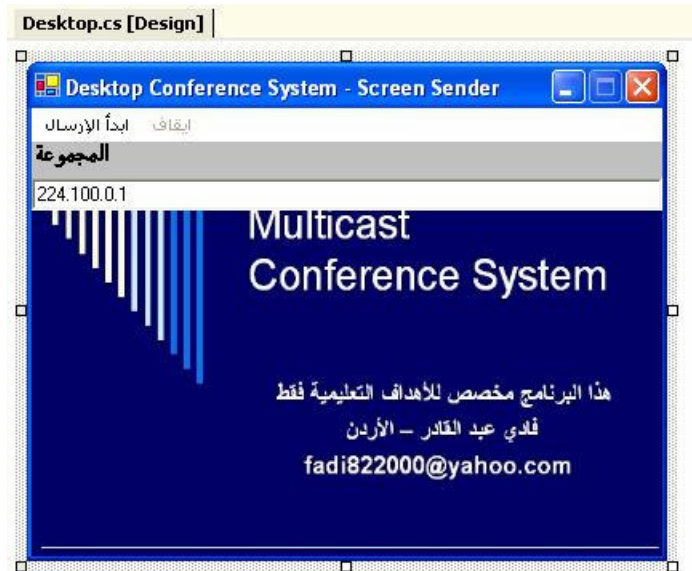 Desktop.cs [Design]
Desktop Conference System - Screen Sender
ابدأ الإرسال ايقاف
المجموعة
224.100.0.1
Multicast
Conference System
هذا البرنامج مخصص للأهداف التعليمية فقط
فادي عبد القادر – الأردن
fadi822000@yahoo.com